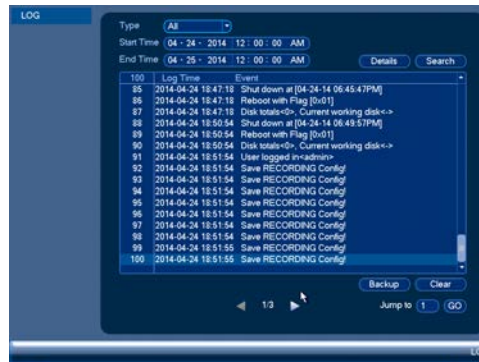 LOG
Type All
Start Time 04 - 24 - 2014 12 : 00 : 00 AM
End Time 04 - 25 - 2014 12 : 00 : 00 AM Details Search
100 Log Time Event
85 2014-04-24 18:47:18 Shut down at [04-24-14 06:45:47PM]
86 2014-04-24 18:47:18 Reboot with Flag [0x01]
87 2014-04-24 18:47:18 Disk totals<0>, Current working disk<->
88 2014-04-24 18:50:54 Shut down at [04-24-14 06:49:57PM]
89 2014-04-24 18:50:54 Reboot with Flag [0x01]
90 2014-04-24 18:50:54 Disk totals<0>, Current working disk<->
91 2014-04-24 18:51:54 User logged in<admin>
92 2014-04-24 18:51:54 Save RECORDING Config!
93 2014-04-24 18:51:54 Save RECORDING Config!
94 2014-04-24 18:51:54 Save RECORDING Config!
95 2014-04-24 18:51:54 Save RECORDING Config!
96 2014-04-24 18:51:54 Save RECORDING Config!
97 2014-04-24 18:51:54 Save RECORDING Config!
98 2014-04-24 18:51:54 Save RECORDING Config!
99 2014-04-24 18:51:55 Save RECORDING Config!
100 2014-04-24 18:51:55 Save RECORDING Config!
Backup Clear
1/3 Jump to 1 GO